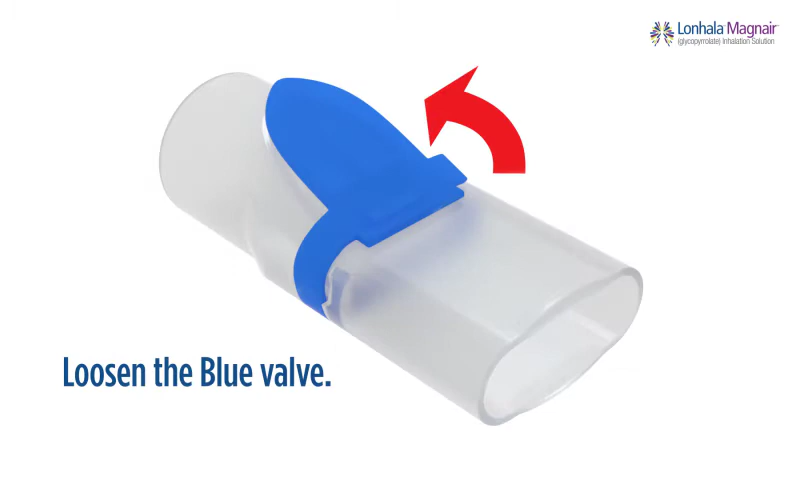 Lonhala Magnair
(glycopyrrolate) Inhalation Solution
Loosen the Blue valve.